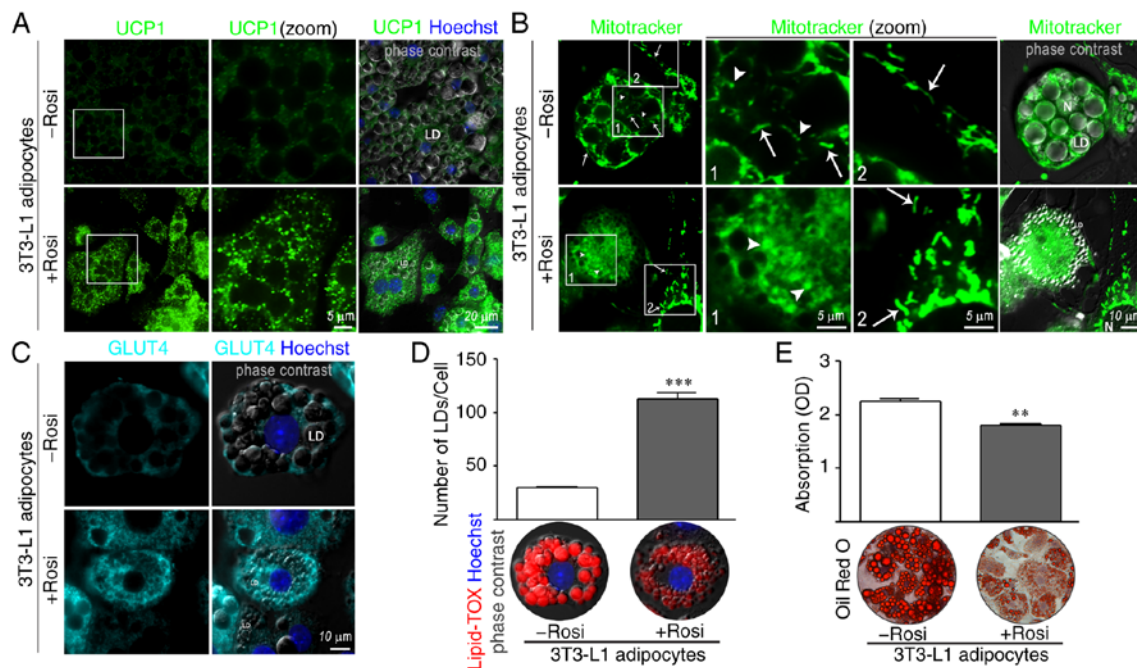 A
UCP1
UCP1(zoom)
UCP1 Hoechst
phase contrast
3T3-L1 adipocytes
−Rosi
+Rosi
LD
LD
5 μm
20 μm
B
Mitotracker
Mitotracker (zoom)
Mitotracker
phase contrast
3T3-L1 adipocytes
−Rosi
+Rosi
1
2
1
2
N
LD
1
2
1
5 μm
2
5 μm
LD
N
10 μm
C
GLUT4
GLUT4 Hoechst
phase contrast
3T3-L1 adipocytes
−Rosi
+Rosi
LD
LD
LD
10 μm
D
Number of LDs/Cell
150
100
50
***
Lipid-TOX Hoechst
phase contrast
−Rosi
+Rosi
3T3-L1 adipocytes
E
Absorption (OD)
3
2
1
**
Oil Red O
−Rosi
+Rosi
3T3-L1 adipocytes